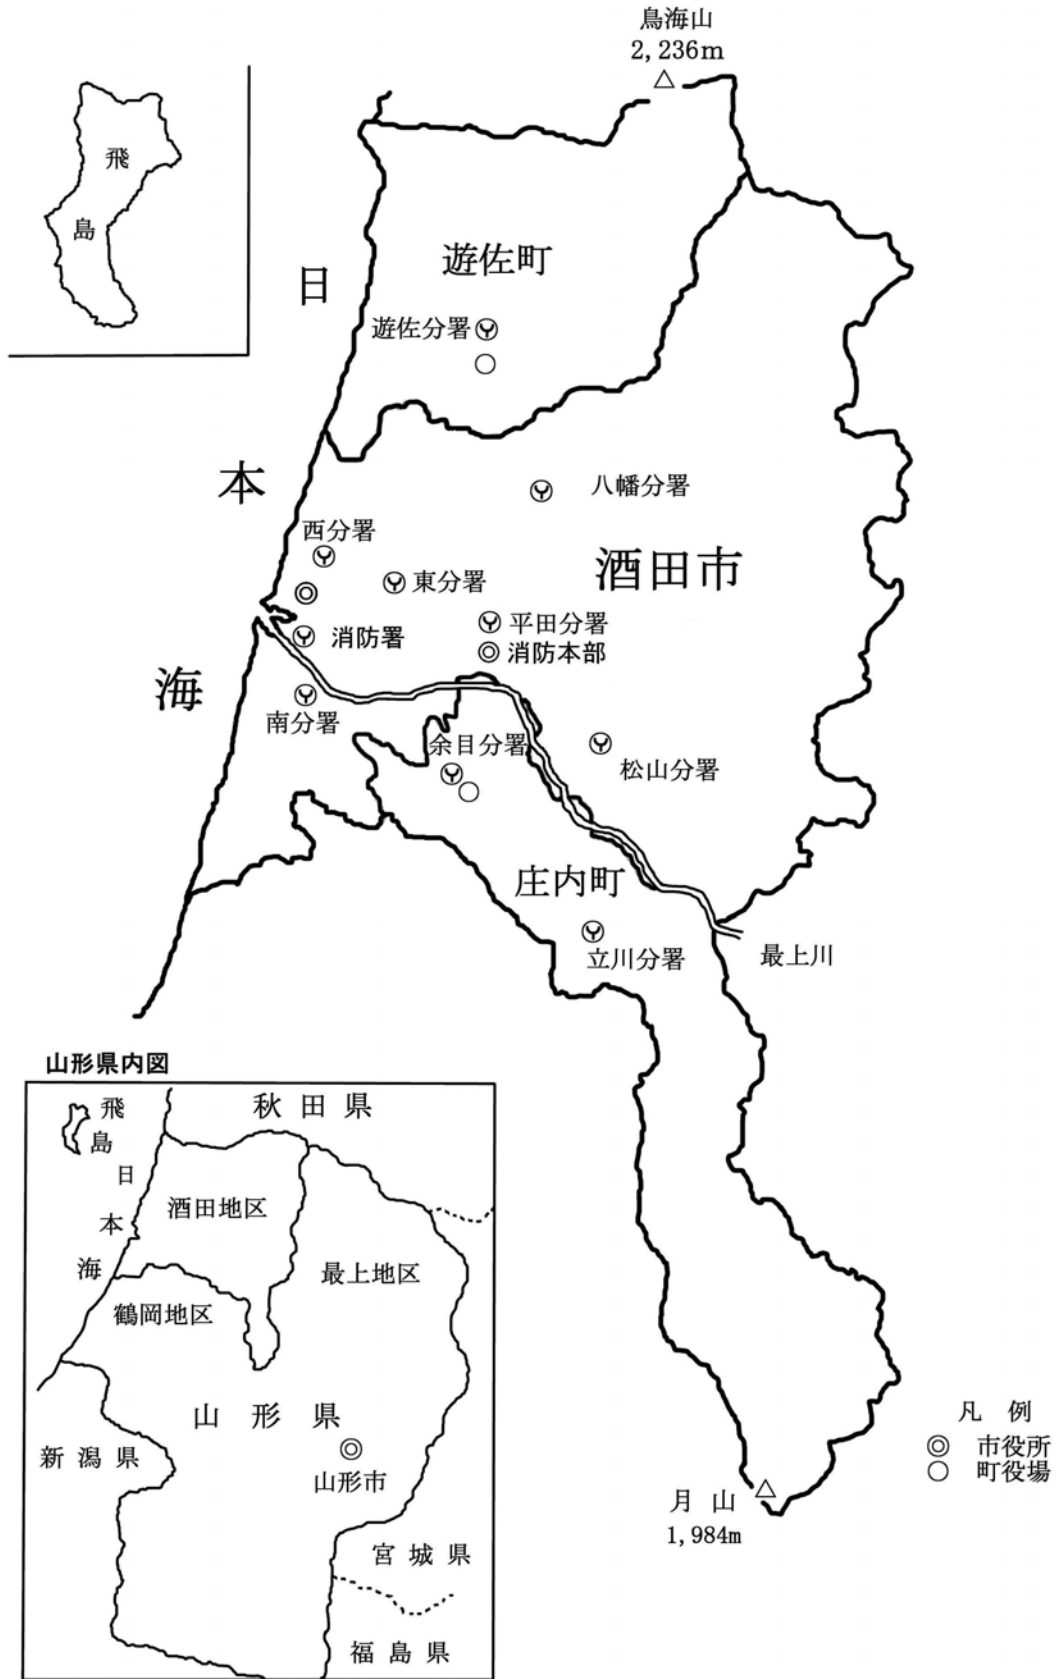 鳥海山
2,236m
飛
島
日
本
海
遊佐町
遊佐分署
八幡分署
西分署
酒田市
東分署
平田分署
消防署
消防本部
南分署
余目分署
松山分署
庄内町
立川分署
最上川
山形県内図
飛
島
秋田県
日
本
海
酒田地区
最上地区
鶴岡地区
山形県
新潟県
山形市
宮城県
福島県
月山
1,984m
凡例
市役所
町役場